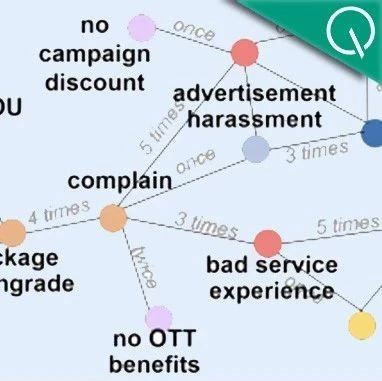 no
campaign
discount
once
OU
advertisement
harassment
5 times
once
3 times
complain
4 times
3 times
5 times
ckage
ngrade
bad service
experience
twice
once
no OTT
benefits